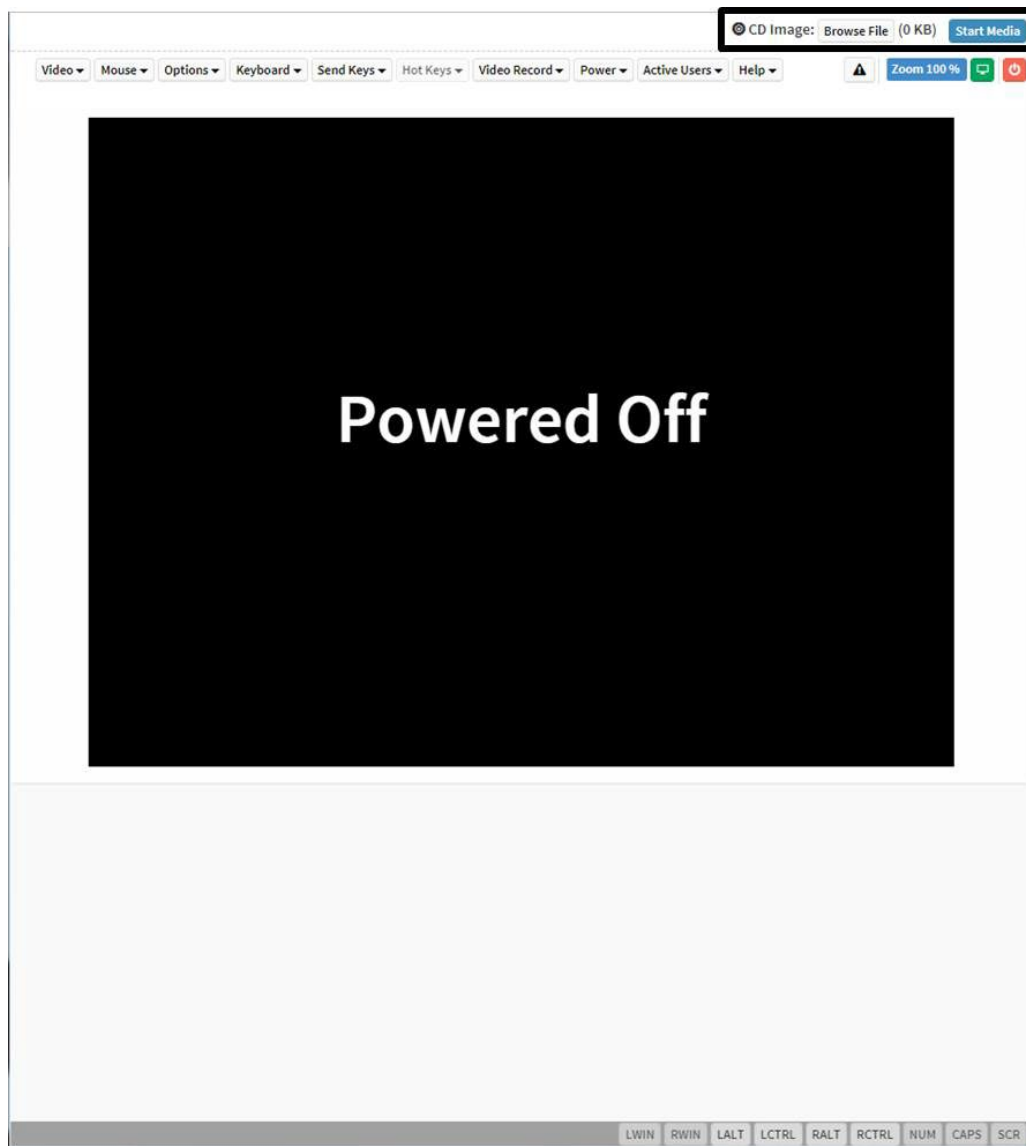 CD Image: Browse File (0 KB) Start Media
Video Mouse Options Keyboard Send Keys Hot Keys Video Record Power Active Users Help Zoom 100 %
Powered Off
LWIN RWIN LALT LCTRL RALT RCTRL NUM CAPS SCR